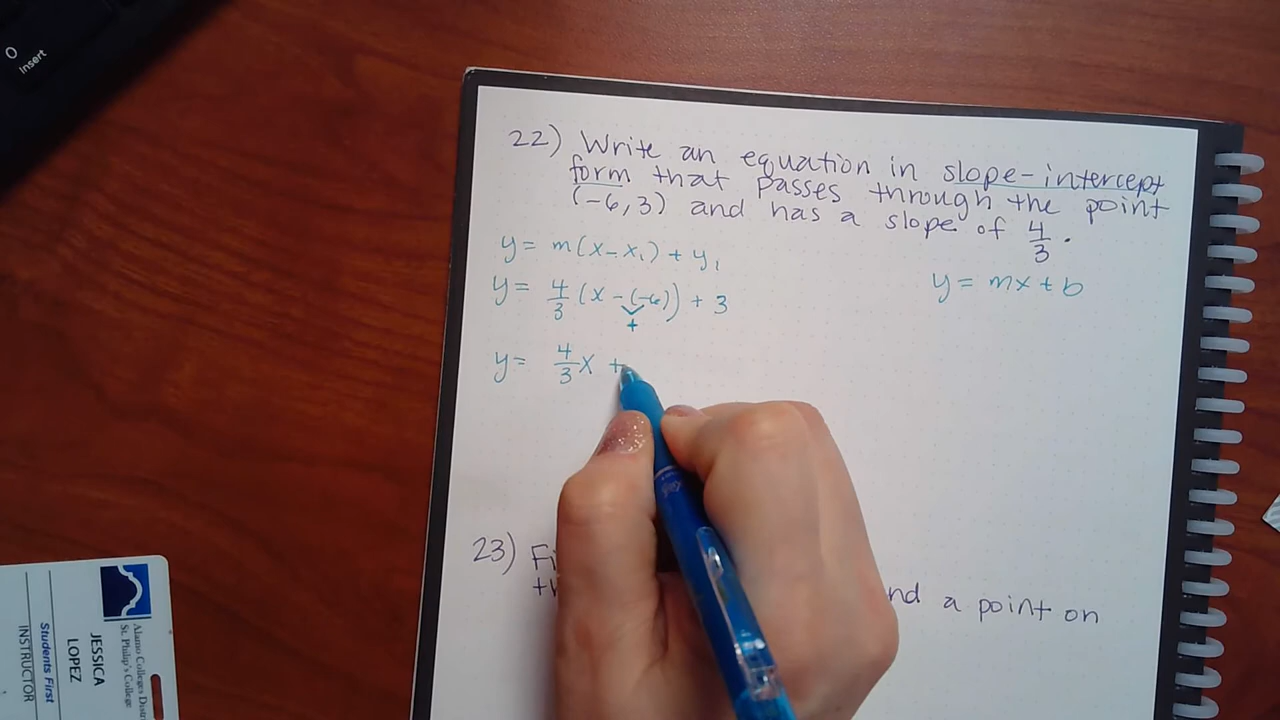 O
Insert
22) Write an equation in slope-intercept
form that passes through the point
(-6, 3) and has a slope of 4/3.
y = m(x - x₁) + y₁
y = mx + b
y = 4/3 (x - (-6)) + 3
+
y = 4/3 x +
23) Fi
nd a point on
Alamo Colleges
St. Philip's College
JESSICA
LOPEZ
Students First
INSTRUCTOR